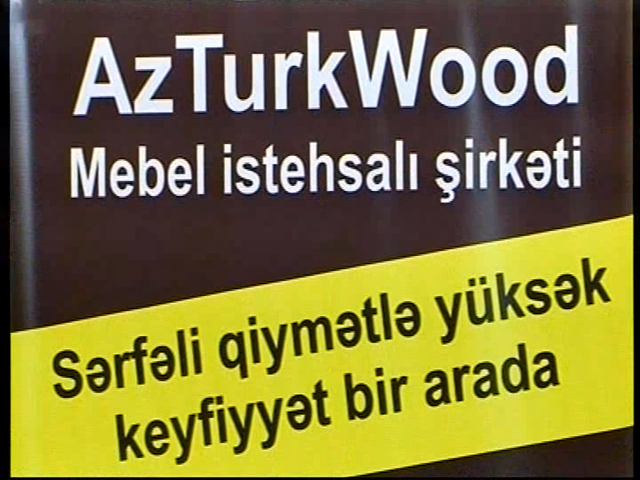 AzTurkWood
Mebel istehsalı şirkəti
Sərfəli qiymətlə yüksək
keyfiyyət bir arada